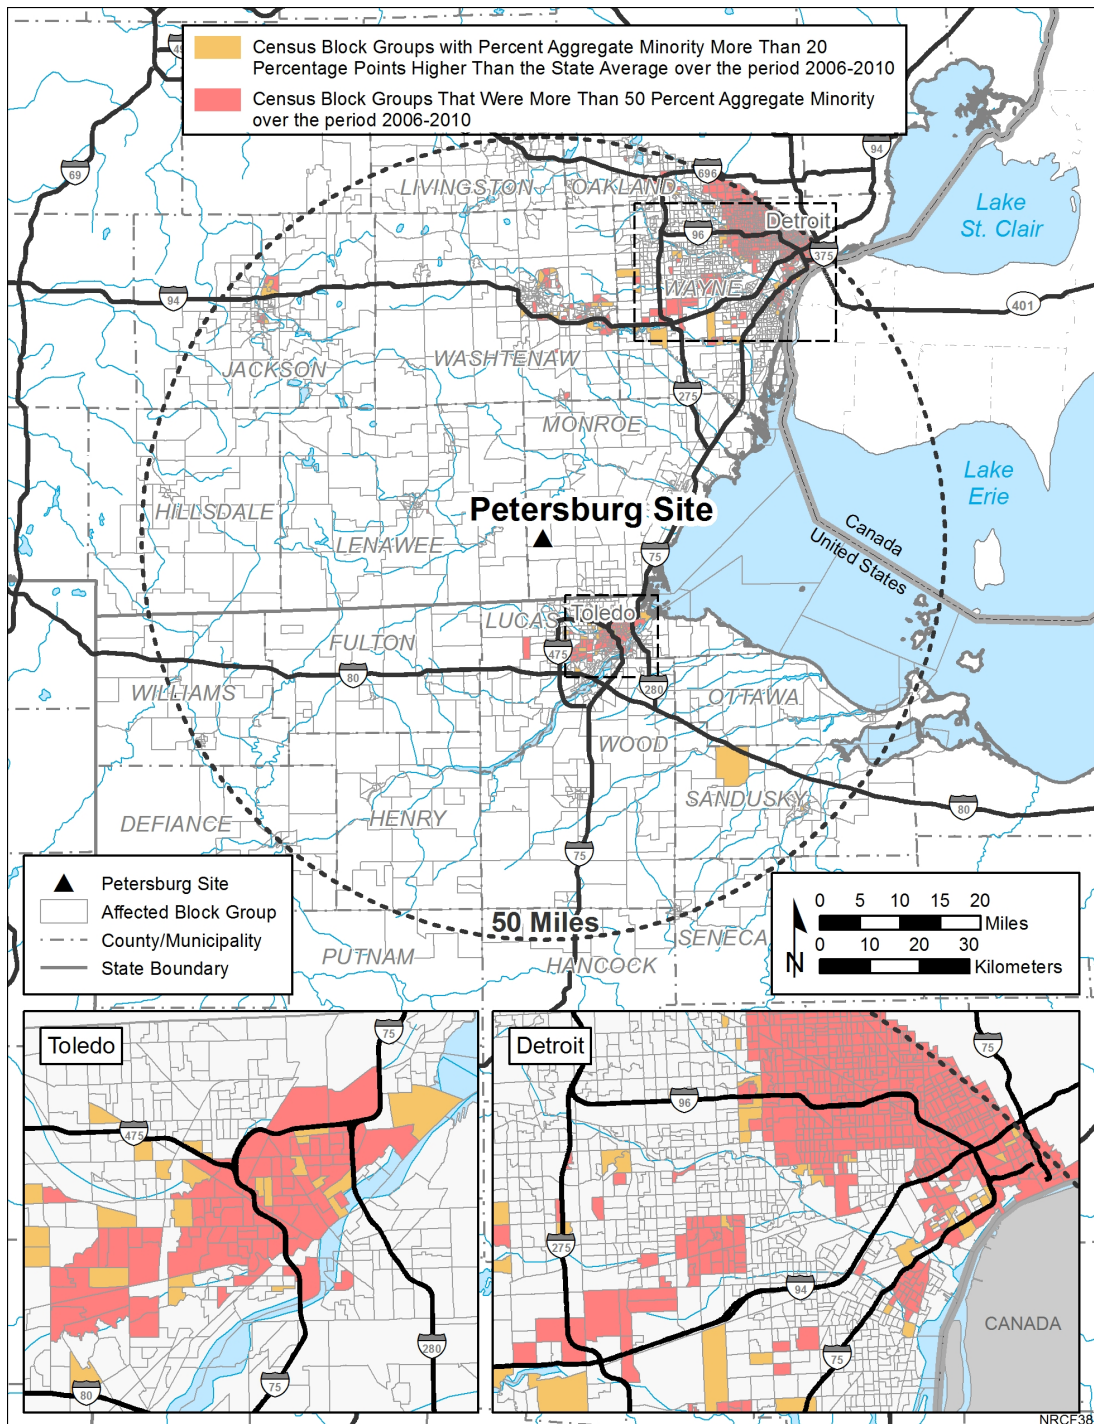 Census Block Groups with Percent Aggregate Minority More Than 20
Percentage Points Higher Than the State Average over the period 2006-2010
Census Block Groups That Were More Than 50 Percent Aggregate Minority
over the period 2006-2010
69
94
696
LIVINGSTON
OAKLAND
Lake
St. Clair
Detroit
96
375
94
WAYNE
401
WASHTENAW
JACKSON
275
MONROE
Lake
Erie
Petersburg Site
HILLSDALE
LENAWEE
Canada
United States
75
LUCAS
Toledo
FULTON
475
80
280
WILLIAMS
OTTAWA
WOOD
SANDUSKY
80
HENRY
DEFIANCE
75
50 Miles
SENECA
PUTNAM
HANCOCK
Petersburg Site
Affected Block Group
County/Municipality
State Boundary
0 5 10 15 20
Miles
0 10 20 30
Kilometers
N
Toledo
75
475
80
75
280
Detroit
96
75
275
94
75
CANADA
NRCF38